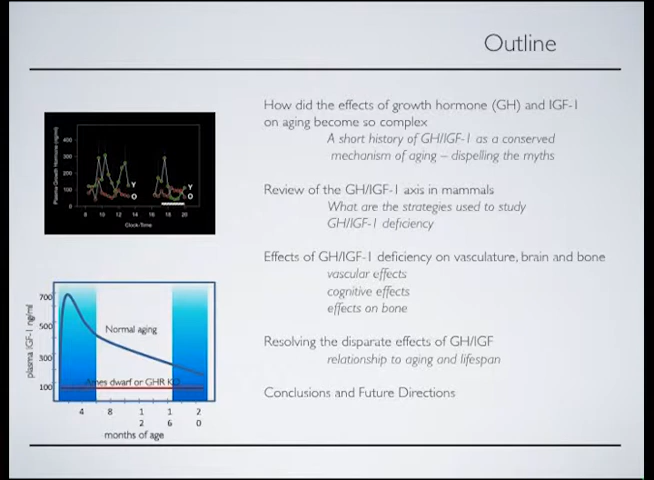 Outline
How did the effects of growth hormone (GH) and IGF-1
on aging become so complex
A short history of GH/IGF-1 as a conserved
mechanism of aging – dispelling the myths
Review of the GH/IGF-1 axis in mammals
What are the strategies used to study
GH/IGF-1 deficiency
Effects of GH/IGF-1 deficiency on vasculature, brain and bone
vascular effects
cognitive effects
effects on bone
Resolving the disparate effects of GH/IGF
relationship to aging and lifespan
Conclusions and Future Directions
Plasma Growth Hormone (ng/ml)
400
300
200
100
0
Y
O
Y
O
8 10 12 14 16 18 20
Clock-Time
plasma IGF-1 ng/ml
700
500
300
100
Normal aging
Ames dwarf or GHR KO
4 8 1 1 2
2 6 0
months of age